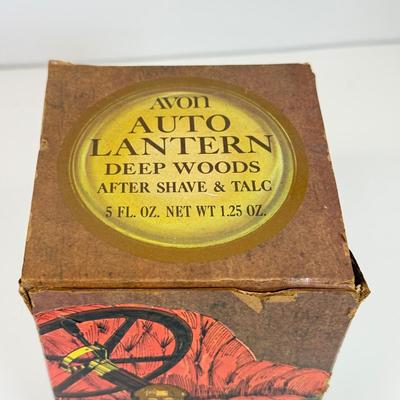 AVON
AUTO
LANTERN
DEEP WOODS
AFTER SHAVE & TALC
5 FL. OZ. NET WT 1.25 OZ.